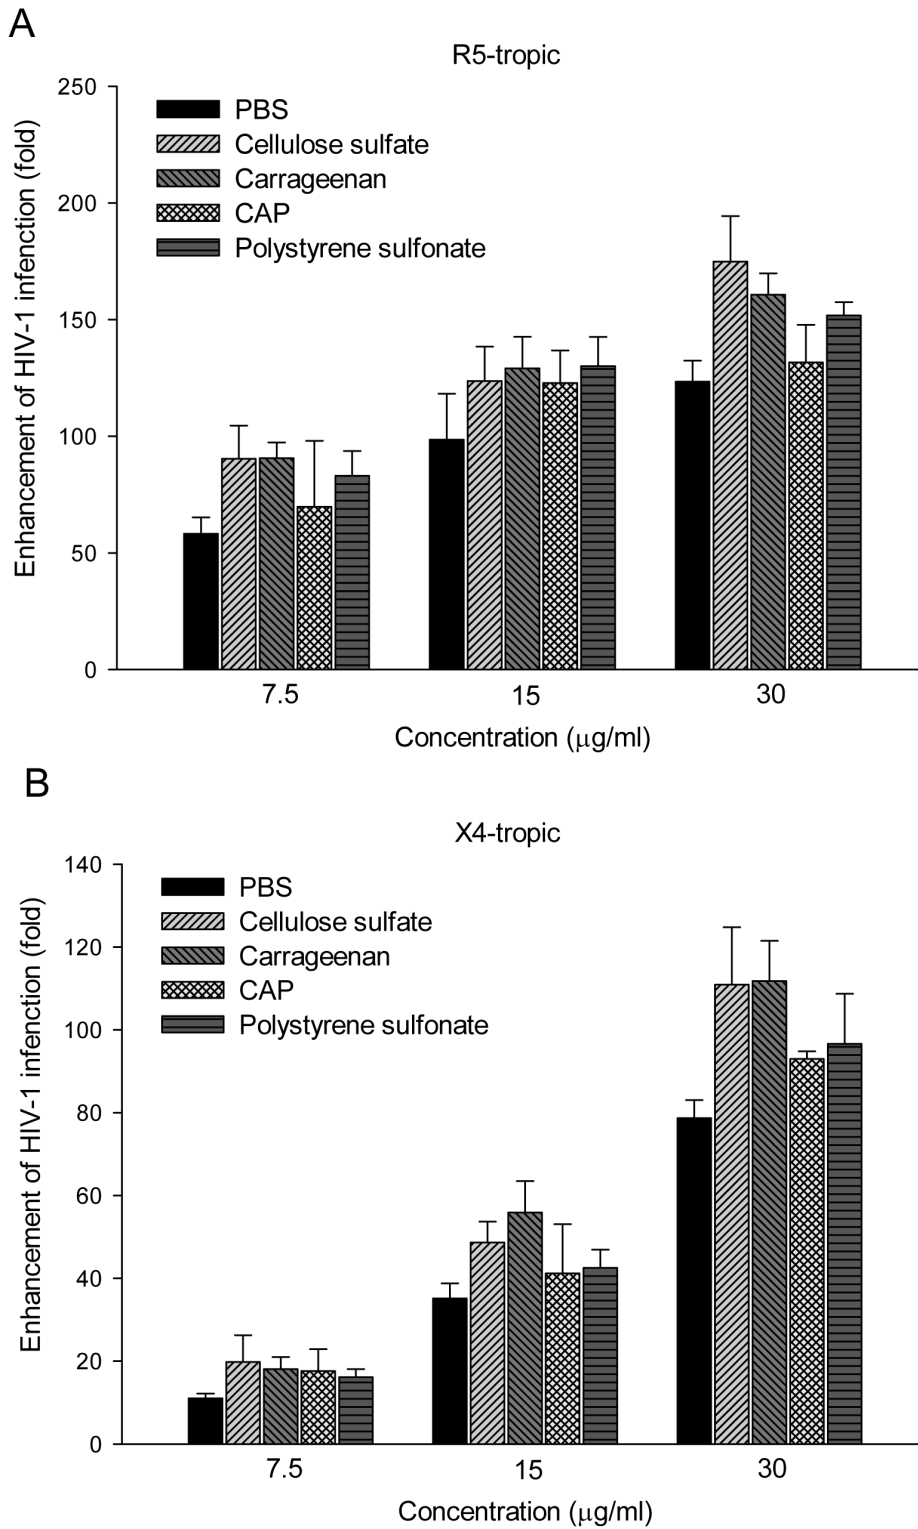 A
R5-tropic
250
200
150
100
50
0
Enhancement of HIV-1 infenction (fold)
PBS
Cellulose sulfate
Carrageenan
CAP
Polystyrene sulfonate
7.5 15 30
Concentration (μg/ml)
B
X4-tropic
140
120
100
80
60
40
20
0
Enhancement of HIV-1 infenction (fold)
PBS
Cellulose sulfate
Carrageenan
CAP
Polystyrene sulfonate
7.5 15 30
Concentration (μg/ml)